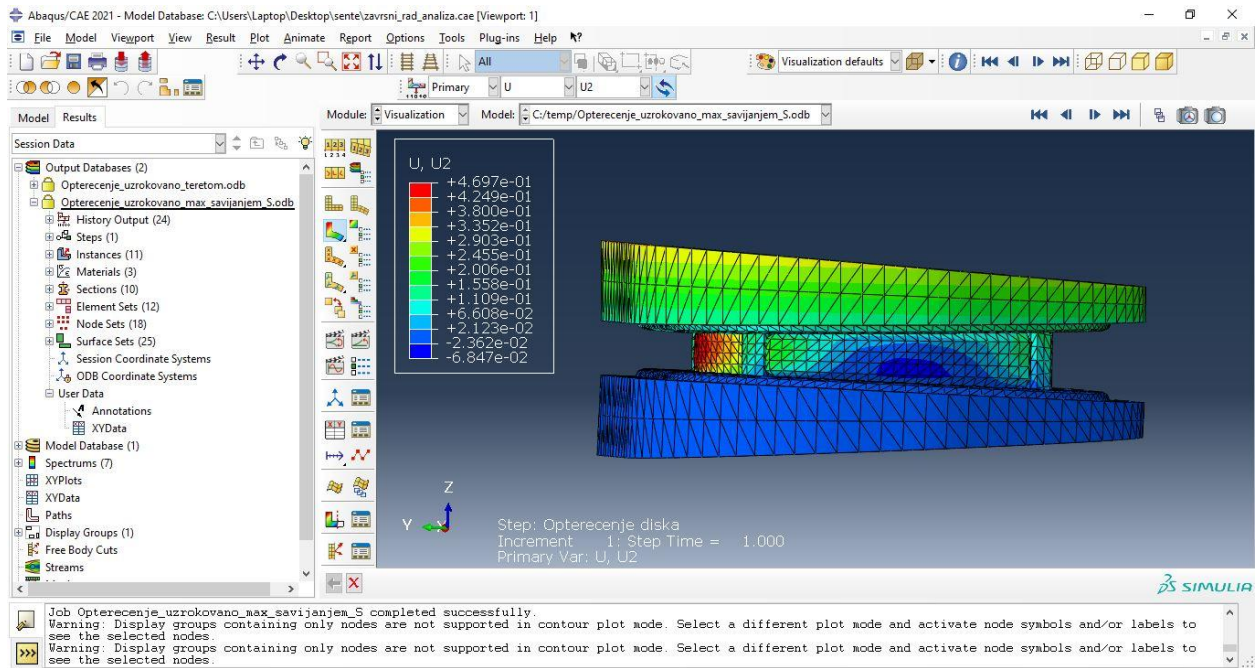 Abaqus/CAE 2021 - Model Database: C:\Users\Laptop\Desktop\sente\zavrsni_rad_analiza.cae [Viewport: 1]
File Model Viewport View Result Plot Animate Report Options Tools Plug-ins Help
All
Visualization defaults
Primary U U2
Model Results
Module: Visualization Model: C:/temp/Opterecenje_uzrokovano_max_savijanjem_S.odb
Session Data
Output Databases (2)
Opterecenje_uzrokovano_teretom.odb
Opterecenje_uzrokovano_max_savijanjem_S.odb
History Output (24)
Steps (1)
Instances (11)
Materials (3)
Sections (10)
Element Sets (12)
Node Sets (18)
Surface Sets (25)
Session Coordinate Systems
ODB Coordinate Systems
User Data
Annotations
XYData
Model Database (1)
Spectrums (7)
XYPlots
XYData
Paths
Display Groups (1)
Free Body Cuts
Streams
U, U2
+4.697e-01
+4.249e-01
+3.800e-01
+3.352e-01
+2.903e-01
+2.455e-01
+2.006e-01
+1.558e-01
+1.109e-01
+6.608e-02
+2.123e-02
-2.362e-02
-6.847e-02
Z
Y
Step: Opterecenje diska
Increment 1: Step Time = 1.000
Primary Var: U, U2
SIMULIA
Job Opterecenje_uzrokovano_max_savijanjem_S completed successfully.
Warning: Display groups containing only nodes are not supported in contour plot mode. Select a different plot mode and activate node symbols and/or labels to
see the selected nodes.
Warning: Display groups containing only nodes are not supported in contour plot mode. Select a different plot mode and activate node symbols and/or labels to
see the selected nodes.